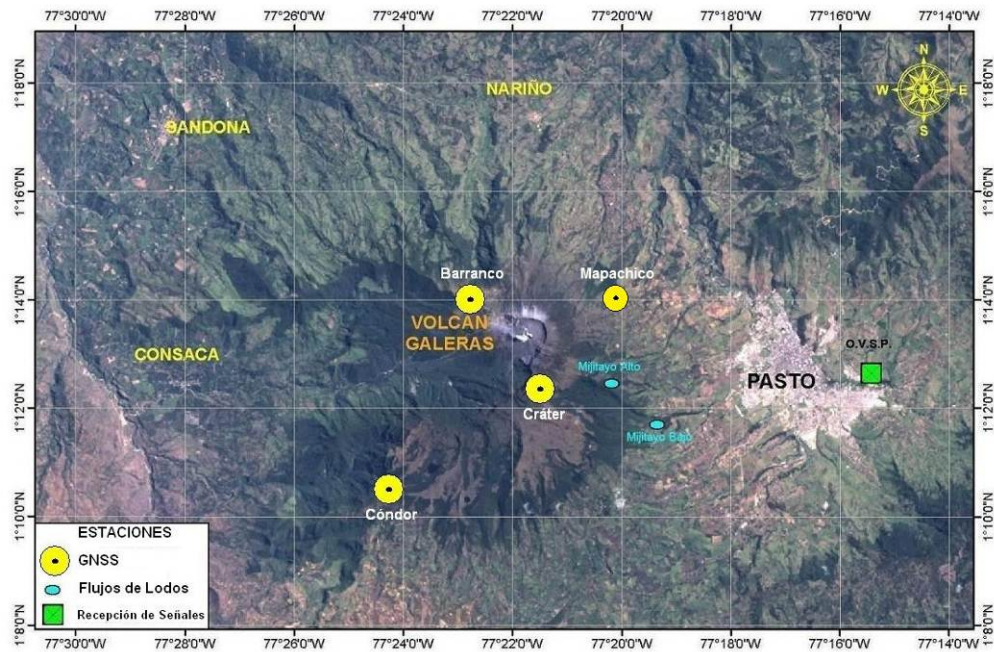 77°30'0"W 77°28'0"W 77°26'0"W 77°24'0"W 77°22'0"W 77°20'0"W 77°18'0"W 77°16'0"W 77°14'0"W
1°18'0"N 1°18'0"N
1°16'0"N 1°16'0"N
1°14'0"N 1°14'0"N
1°12'0"N 1°12'0"N
1°10'0"N 1°10'0"N
1°8'0"N 1°8'0"N
N
W E
S
NARIÑO
SANDONA
Barranco
Mapachico
VOLCAN
GALERAS
CONSACA
O.V.S.P.
Mijitayo Alto
PASTO
Cráter
Mijitayo Bajo
Cóndor
ESTACIONES
GNSS
Flujos de Lodos
Recepción de Señales
77°30'0"W 77°28'0"W 77°26'0"W 77°24'0"W 77°22'0"W 77°20'0"W 77°18'0"W 77°16'0"W 77°14'0"W